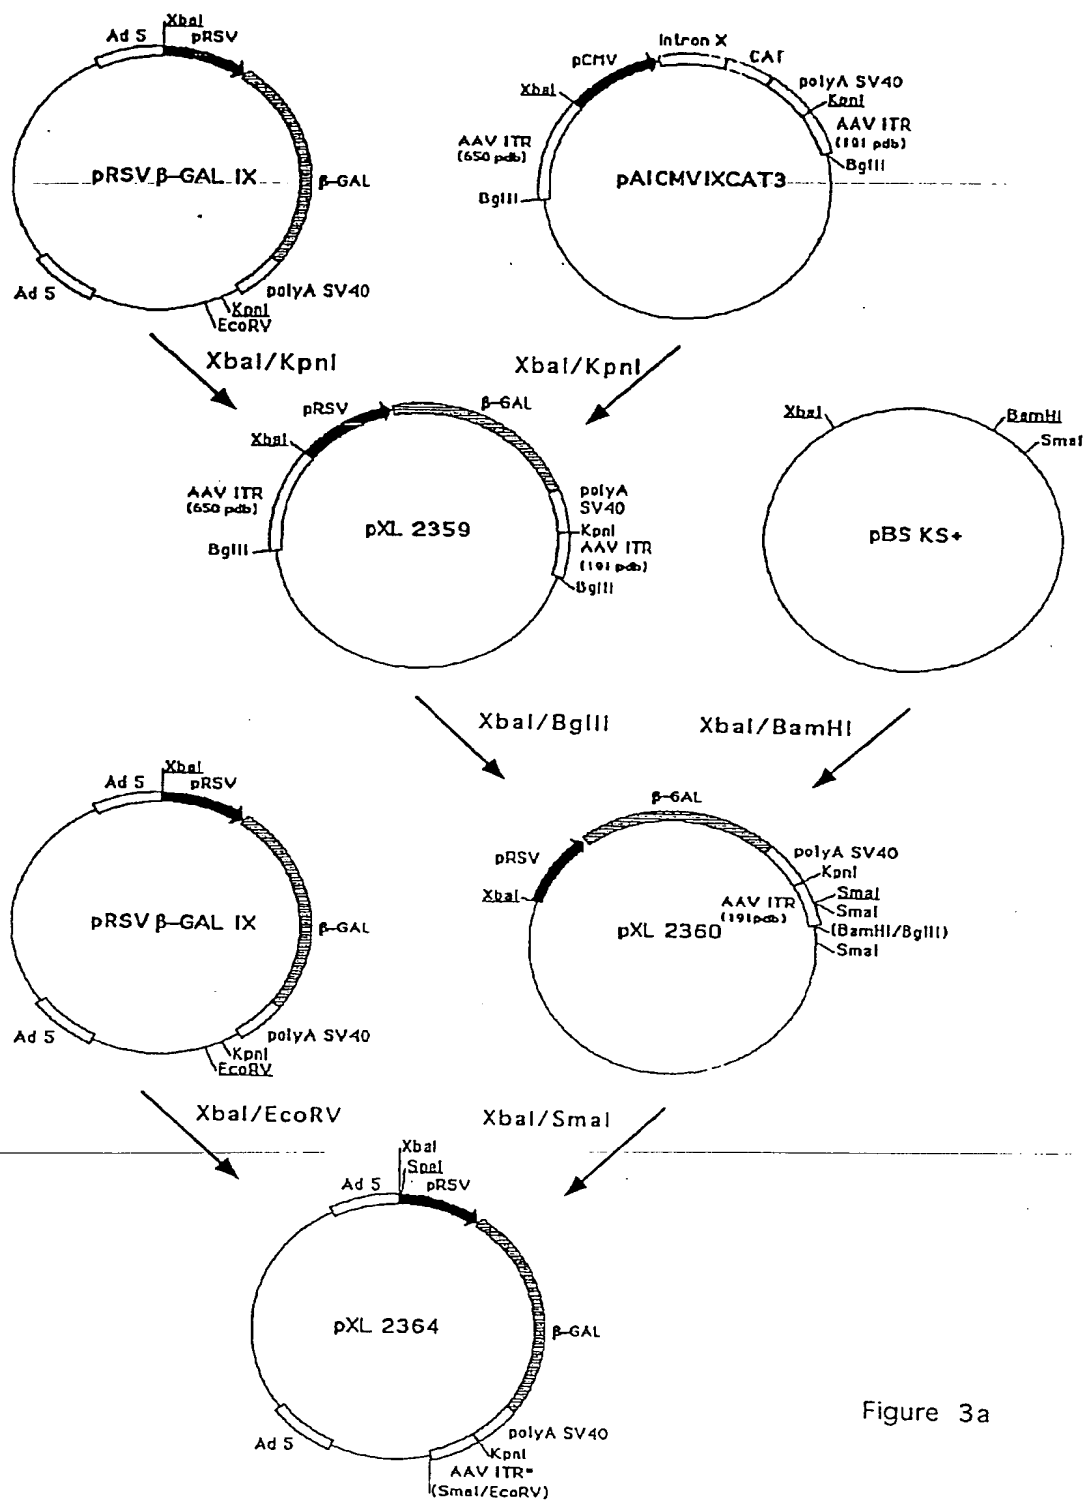 XbaI
Ad 5
pRSV
pRSV β-GAL IX
β-GAL
polyA SV40
KpnI
EcoRV
Ad 5
Intron X
pCMV
CAT
XbaI
polyA SV40
KpnI
AAV ITR
(650 pdb)
AAV ITR
(191 pdb)
BglII
pAICMVIXCAT3
BglII
XbaI/KpnI
XbaI/KpnI
pRSV
β-GAL
XbaI
AAV ITR
(650 pdb)
polyA
SV40
pXL 2359
KpnI
AAV ITR
(191 pdb)
BglII
BglII
XbaI
BamHI
SmaI
pBS KS+
XbaI/BglII
XbaI/BamHI
XbaI
Ad 5
pRSV
pRSV β-GAL IX
β-GAL
Ad 5
polyA SV40
KpnI
EcoRV
β-GAL
pRSV
polyA SV40
KpnI
XbaI
AAV ITR
(191pdb)
SmaI
SmaI
pXL 2360
(BamHI/BglII)
SmaI
XbaI/EcoRV
XbaI/SmaI
XbaI
SpeI
Ad 5
pRSV
pXL 2364
β-GAL
Ad 5
polyA SV40
KpnI
AAV ITR*
(SmaI/EcoRV)
Figure 3a